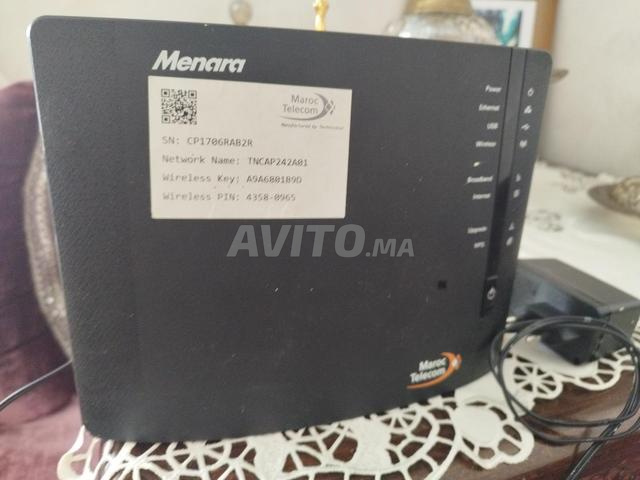 Menara
Maroc
Telecom
Manufactured by Technicolor
SN: CP1706RAB2R
Network Name: TNCAP242A01
Wireless Key: A9A6801B9D
Wireless PIN: 4358-0965
Power
Ethernet
USB
Wireless
Broadband
Internet
Upgrade
WPS
AVITO.MA
Maroc
Telecom